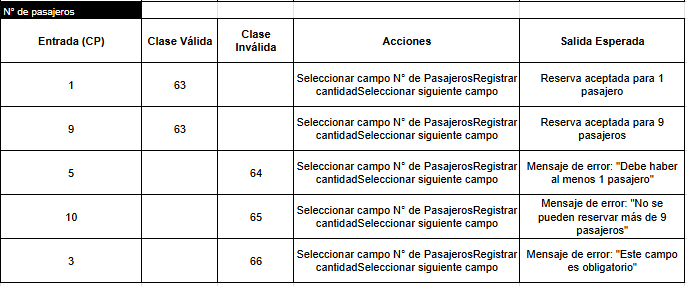 N° de pasajeros
Entrada (CP)
Clase Válida
Clase
Inválida
Acciones
Salida Esperada
1
63
Seleccionar campo N° de PasajerosRegistrar
cantidadSeleccionar siguiente campo
Reserva aceptada para 1
pasajero
9
63
Seleccionar campo N° de PasajerosRegistrar
cantidadSeleccionar siguiente campo
Reserva aceptada para 9
pasajeros
5
64
Seleccionar campo N° de PasajerosRegistrar
cantidadSeleccionar siguiente campo
Mensaje de error: "Debe haber
al menos 1 pasajero"
10
65
Seleccionar campo N° de PasajerosRegistrar
cantidadSeleccionar siguiente campo
Mensaje de error: "No se
pueden reservar más de 9
pasajeros"
3
66
Seleccionar campo N° de PasajerosRegistrar
cantidadSeleccionar siguiente campo
Mensaje de error: "Este campo
es obligatorio"